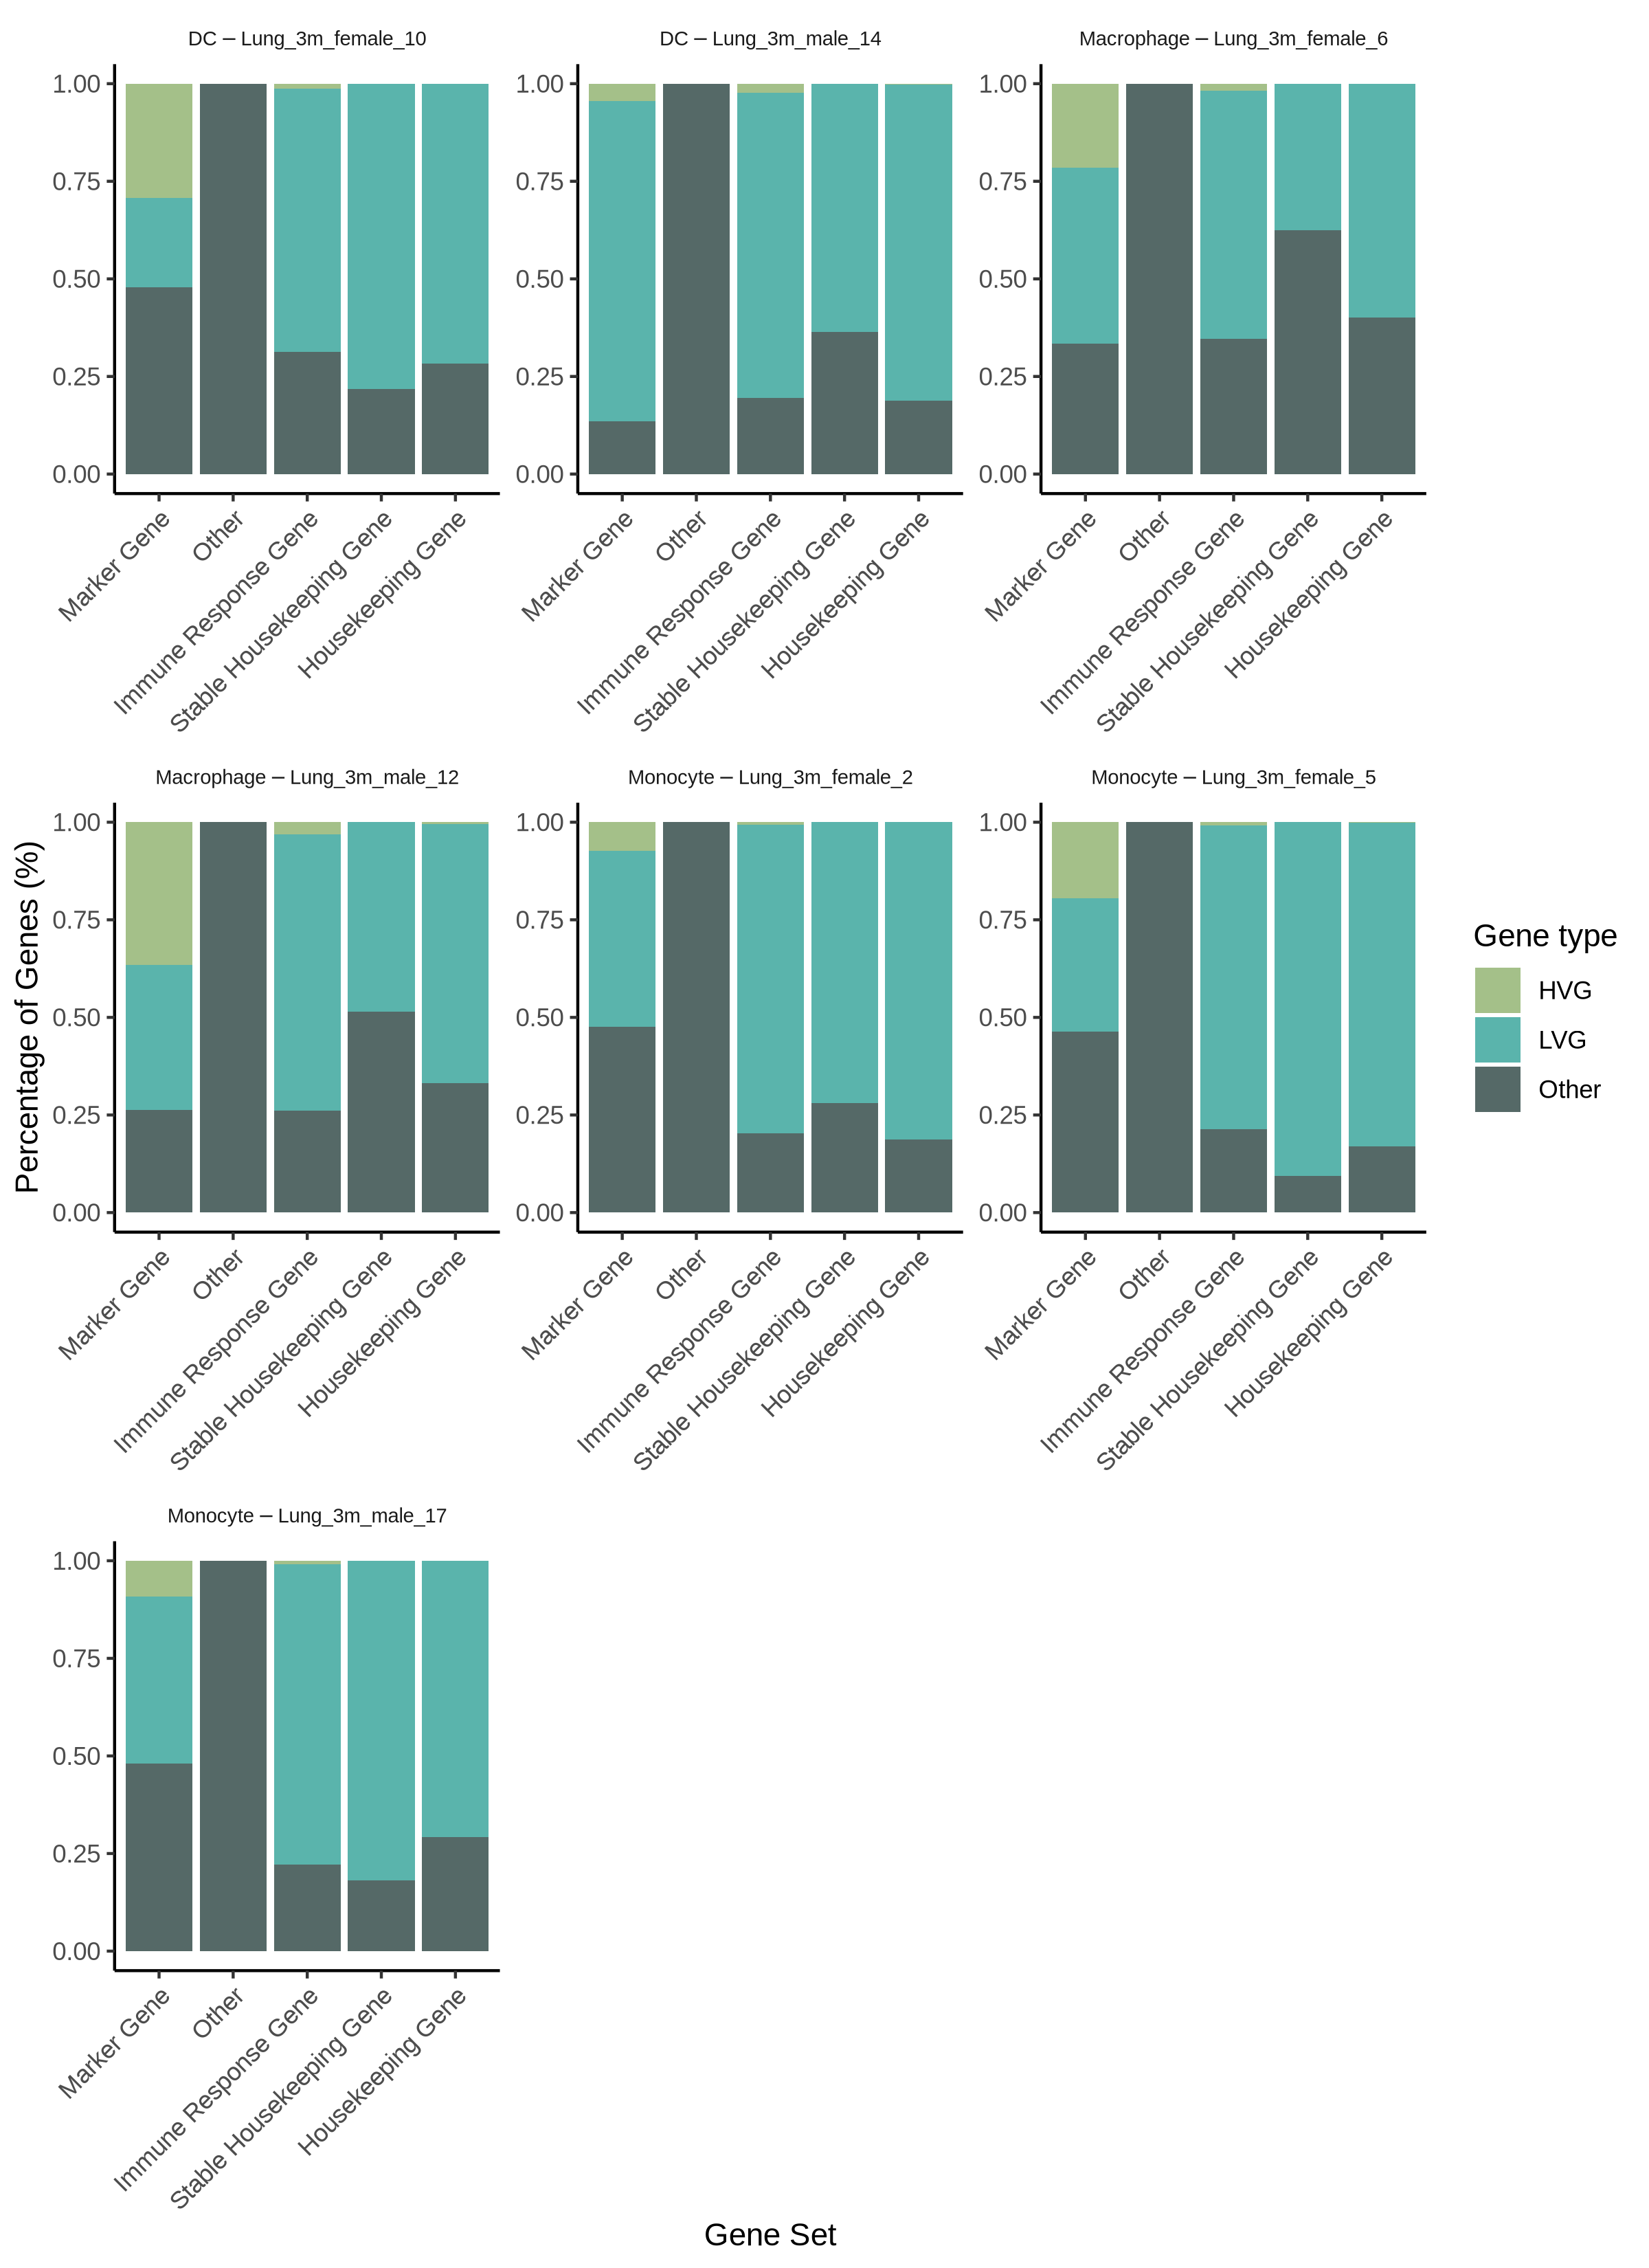 DC – Lung_3m_female_10
DC – Lung_3m_male_14
Macrophage – Lung_3m_female_6
1.00
0.75
0.50
0.25
0.00
1.00
0.75
0.50
0.25
0.00
1.00
0.75
0.50
0.25
0.00
Marker Gene
Other
Immune Response Gene
Stable Housekeeping Gene
Housekeeping Gene
Marker Gene
Other
Immune Response Gene
Stable Housekeeping Gene
Housekeeping Gene
Marker Gene
Other
Immune Response Gene
Stable Housekeeping Gene
Housekeeping Gene
Macrophage – Lung_3m_male_12
Monocyte – Lung_3m_female_2
Monocyte – Lung_3m_female_5
Percentage of Genes (%)
1.00
0.75
0.50
0.25
0.00
1.00
0.75
0.50
0.25
0.00
1.00
0.75
0.50
0.25
0.00
Marker Gene
Other
Immune Response Gene
Stable Housekeeping Gene
Housekeeping Gene
Marker Gene
Other
Immune Response Gene
Stable Housekeeping Gene
Housekeeping Gene
Marker Gene
Other
Immune Response Gene
Stable Housekeeping Gene
Housekeeping Gene
Gene type
HVG
LVG
Other
Monocyte – Lung_3m_male_17
1.00
0.75
0.50
0.25
0.00
Marker Gene
Other
Immune Response Gene
Stable Housekeeping Gene
Housekeeping Gene
Gene Set